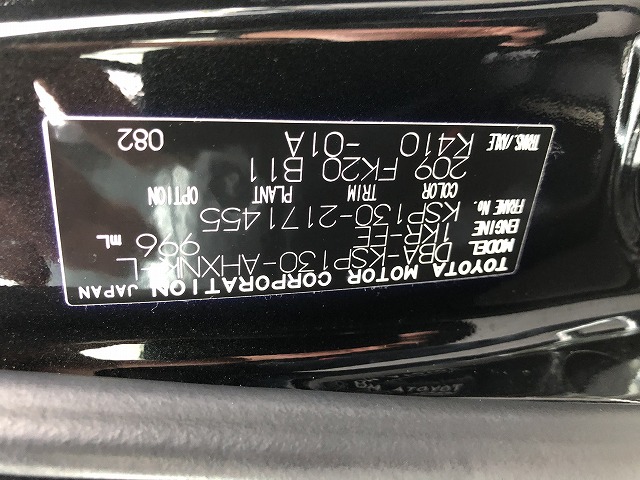 TOYOTA MOTOR CORPORATION JAPAN
MODEL DBA-KSP130-AHXNK-L
ENGINE 1KR-FE 996 mL
FRAME No. KSP130-2171455
COLOR TRIM PLANT OPTION
209 FK20 B11
TRANS./AXLE K410 -01A 082